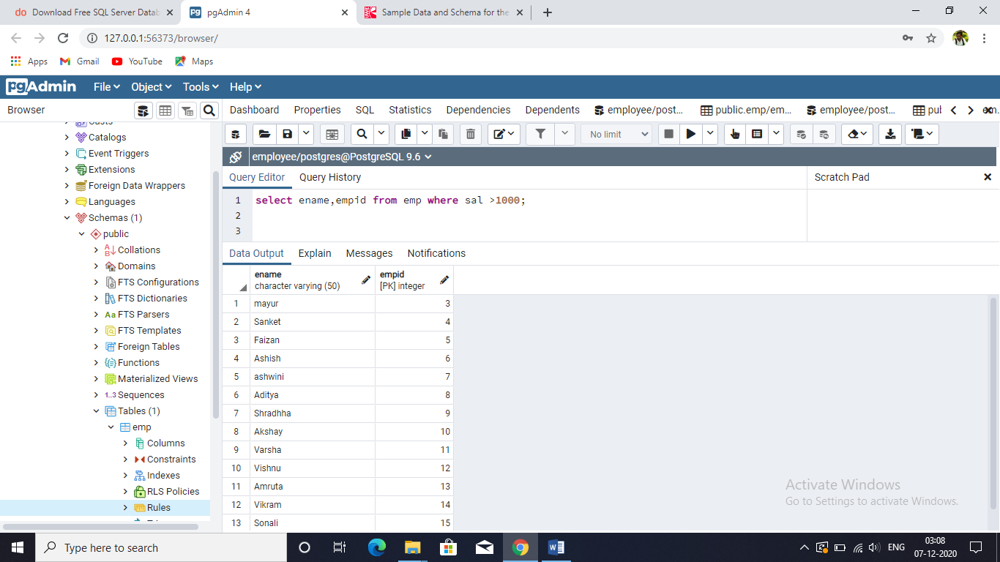 do Download Free SQL Server Datab
pgAdmin 4
Sample Data and Schema for the
127.0.0.1:56373/browser/
Apps Gmail YouTube Maps
pgAdmin File Object Tools Help
Browser
Dashboard Properties SQL Statistics Dependencies Dependents employee/post... public.emp/em... employee/post...
No limit
employee/postgres@PostgreSQL 9.6
Query Editor Query History
Scratch Pad
1 select ename,empid from emp where sal >1000;
2
3
Data Output Explain Messages Notifications
ename
character varying (50)
empid
[PK] integer
1 mayur 3
2 Sanket 4
3 Faizan 5
4 Ashish 6
5 ashwini 7
6 Aditya 8
7 Shradhha 9
8 Akshay 10
9 Varsha 11
10 Vishnu 12
11 Amruta 13
12 Vikram 14
13 Sonali 15
Catalogs
Event Triggers
Extensions
Foreign Data Wrappers
Languages
Schemas (1)
public
Collations
Domains
FTS Configurations
FTS Dictionaries
Aa FTS Parsers
FTS Templates
Foreign Tables
Functions
Materialized Views
1..3 Sequences
Tables (1)
emp
Columns
Constraints
Indexes
RLS Policies
Rules
Activate Windows
Go to Settings to activate Windows.
Type here to search
ENG
03:08
07-12-2020